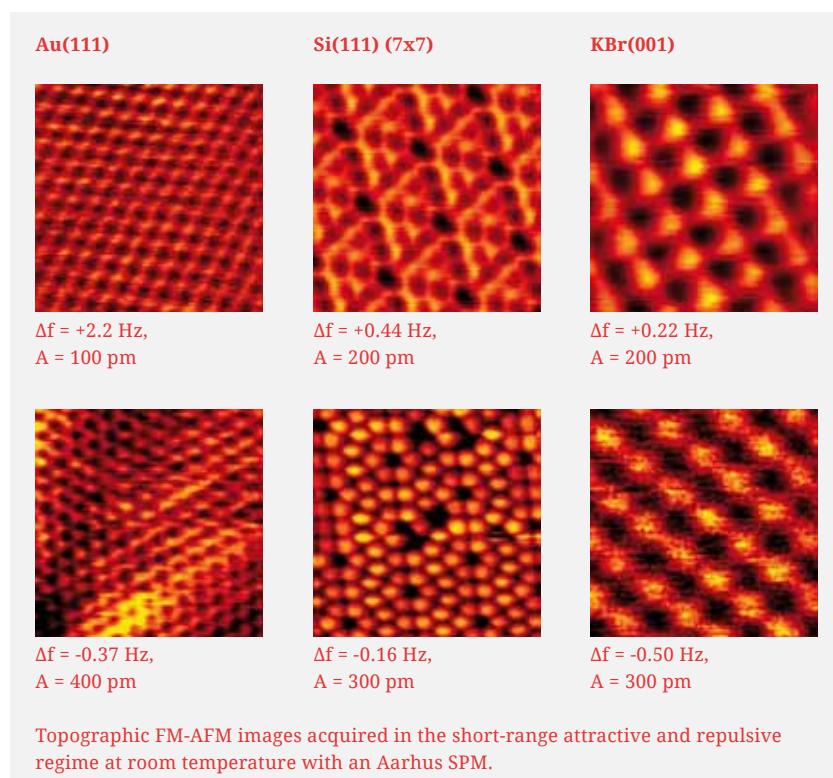 Au(111)
Si(111) (7x7)
KBr(001)
Δf = +2.2 Hz,
A = 100 pm
Δf = +0.44 Hz,
A = 200 pm
Δf = +0.22 Hz,
A = 200 pm
Δf = -0.37 Hz,
A = 400 pm
Δf = -0.16 Hz,
A = 300 pm
Δf = -0.50 Hz,
A = 300 pm
Topographic FM-AFM images acquired in the short-range attractive and repulsive
regime at room temperature with an Aarhus SPM.